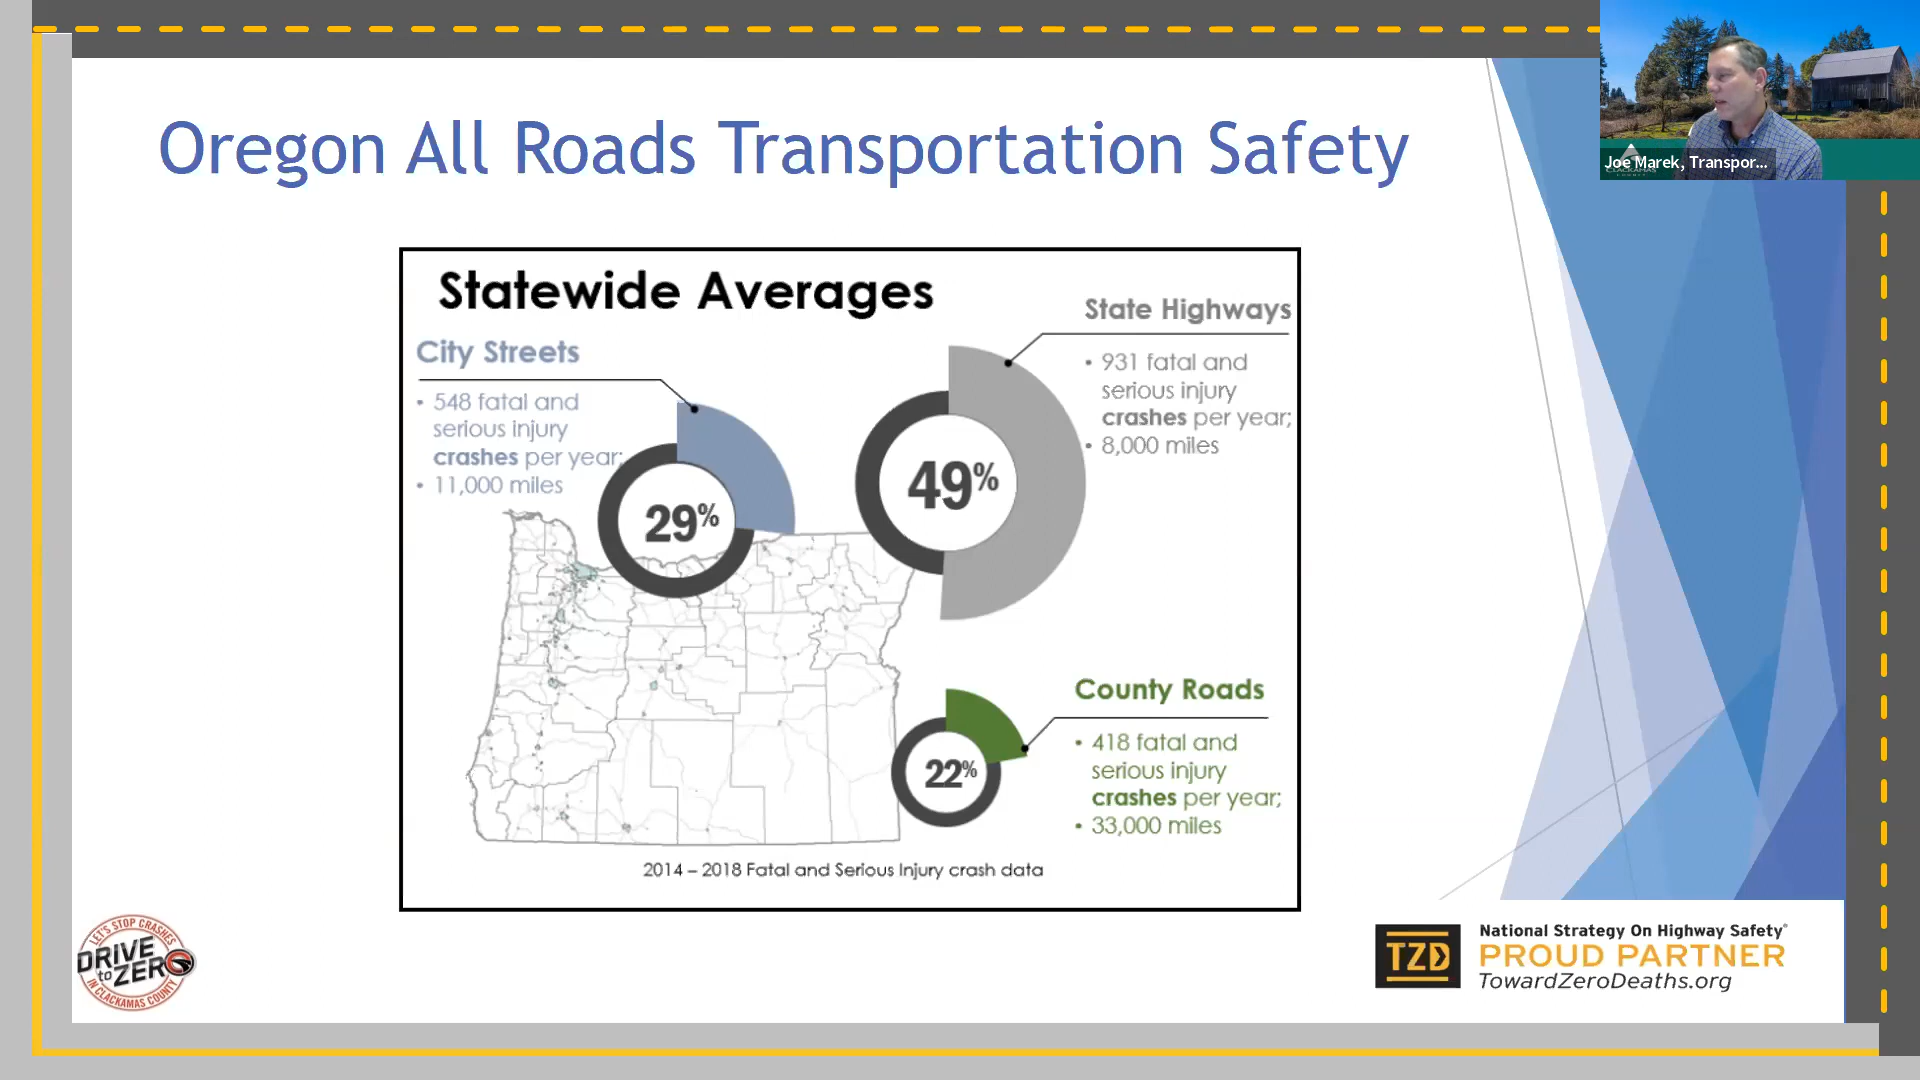 Oregon All Roads Transportation Safety
Joe Marek, Transpor...
Statewide Averages
City Streets
• 548 fatal and
serious injury
crashes per year;
• 11,000 miles
29%
State Highways
• 931 fatal and
serious injury
crashes per year;
• 8,000 miles
49%
County Roads
• 418 fatal and
serious injury
crashes per year;
• 33,000 miles
22%
2014 – 2018 Fatal and Serious Injury crash data
LET'S STOP CRASHES
DRIVE
to ZERO
IN CLACKAMAS COUNTY
TZD
National Strategy On Highway Safety®
PROUD PARTNER
TowardZeroDeaths.org